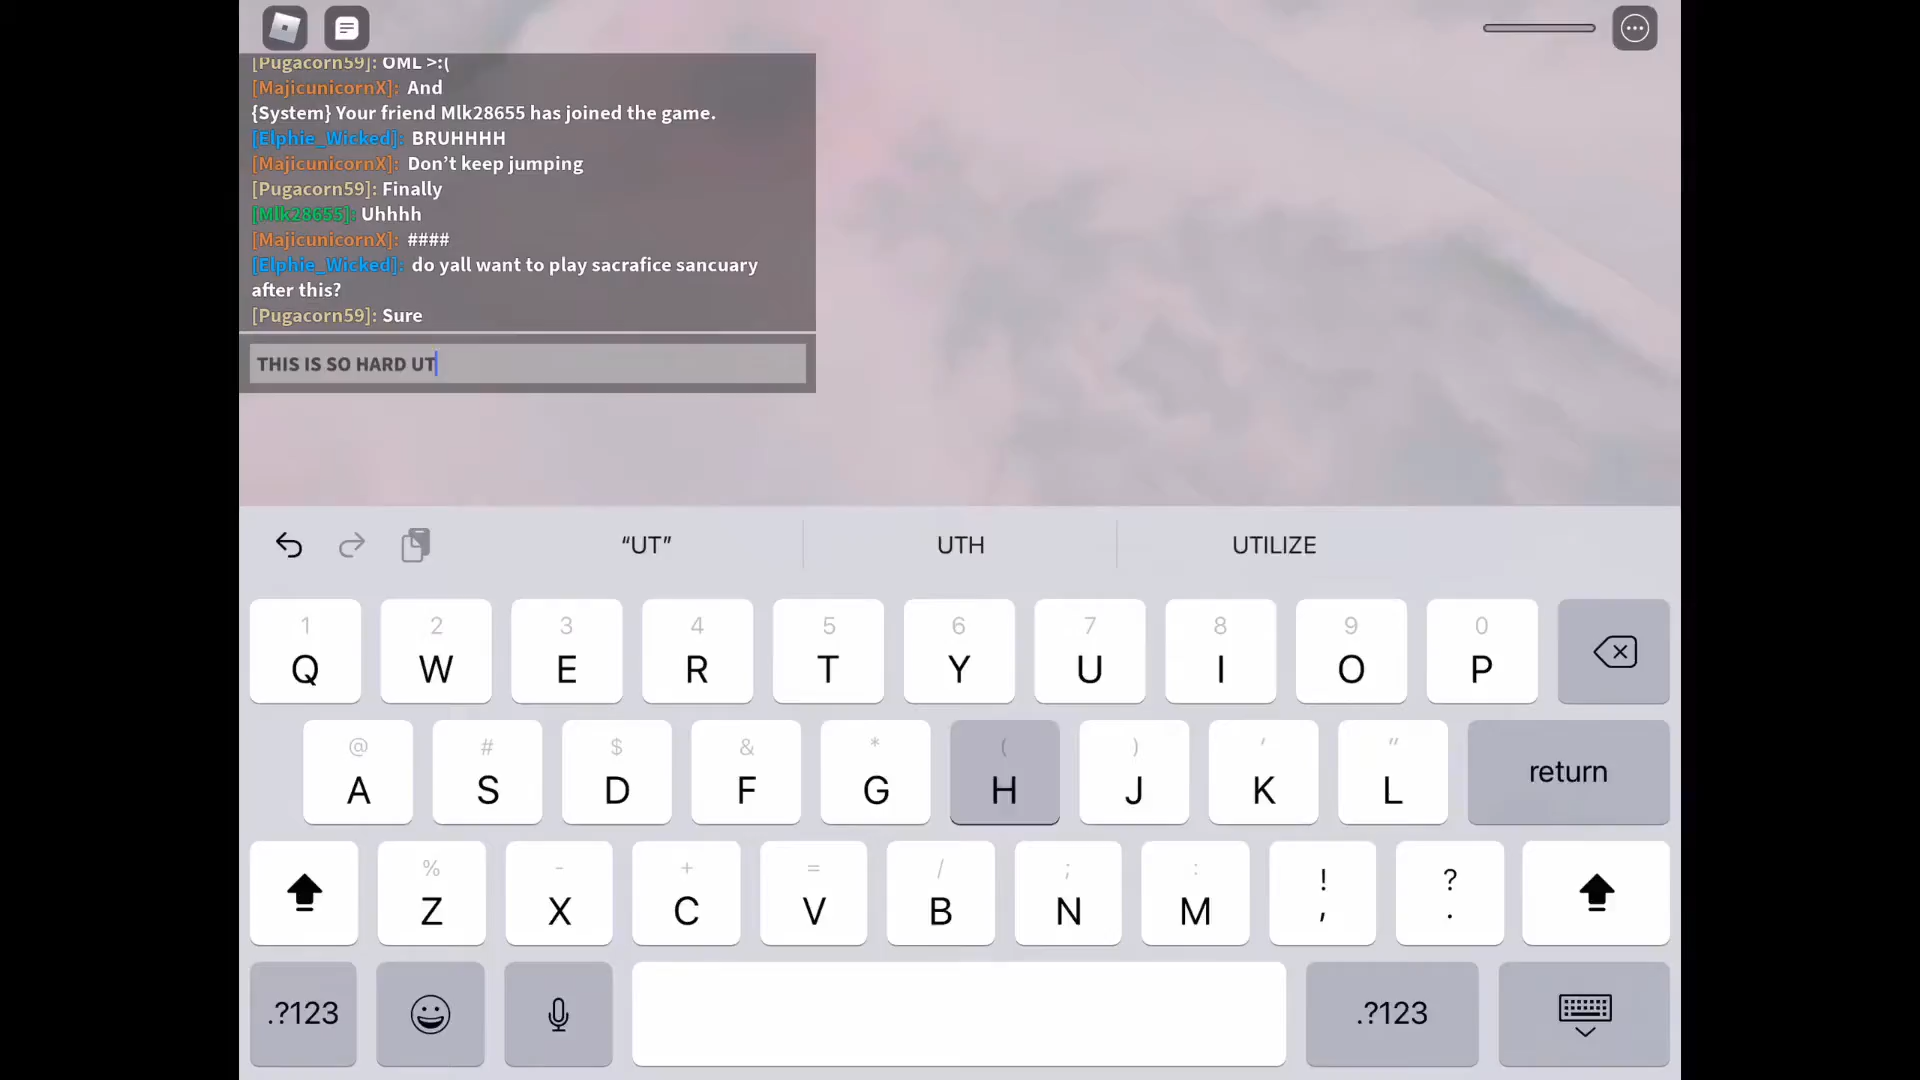 [Pugacorn59]: OML >:(
[MajicunicornX]: And
{System} Your friend Mlk28655 has joined the game.
[Elphie_Wicked]: BRUHHHH
[MajicunicornX]: Don’t keep jumping
[Pugacorn59]: Finally
[Mlk28655]: Uhhhh
[MajicunicornX]: ####
[Elphie_Wicked]: do yall want to play sacrafice sancuary
after this?
[Pugacorn59]: Sure
THIS IS SO HARD UT
“UT” UTH UTILIZE
1 2 3 4 5 6 7 8 9 0
Q W E R T Y U I O P
@ # $ & * ( ) ' "
A S D F G H J K L return
% - + = / ; : ! ?
Z X C V B N M , .
.?123 .?123